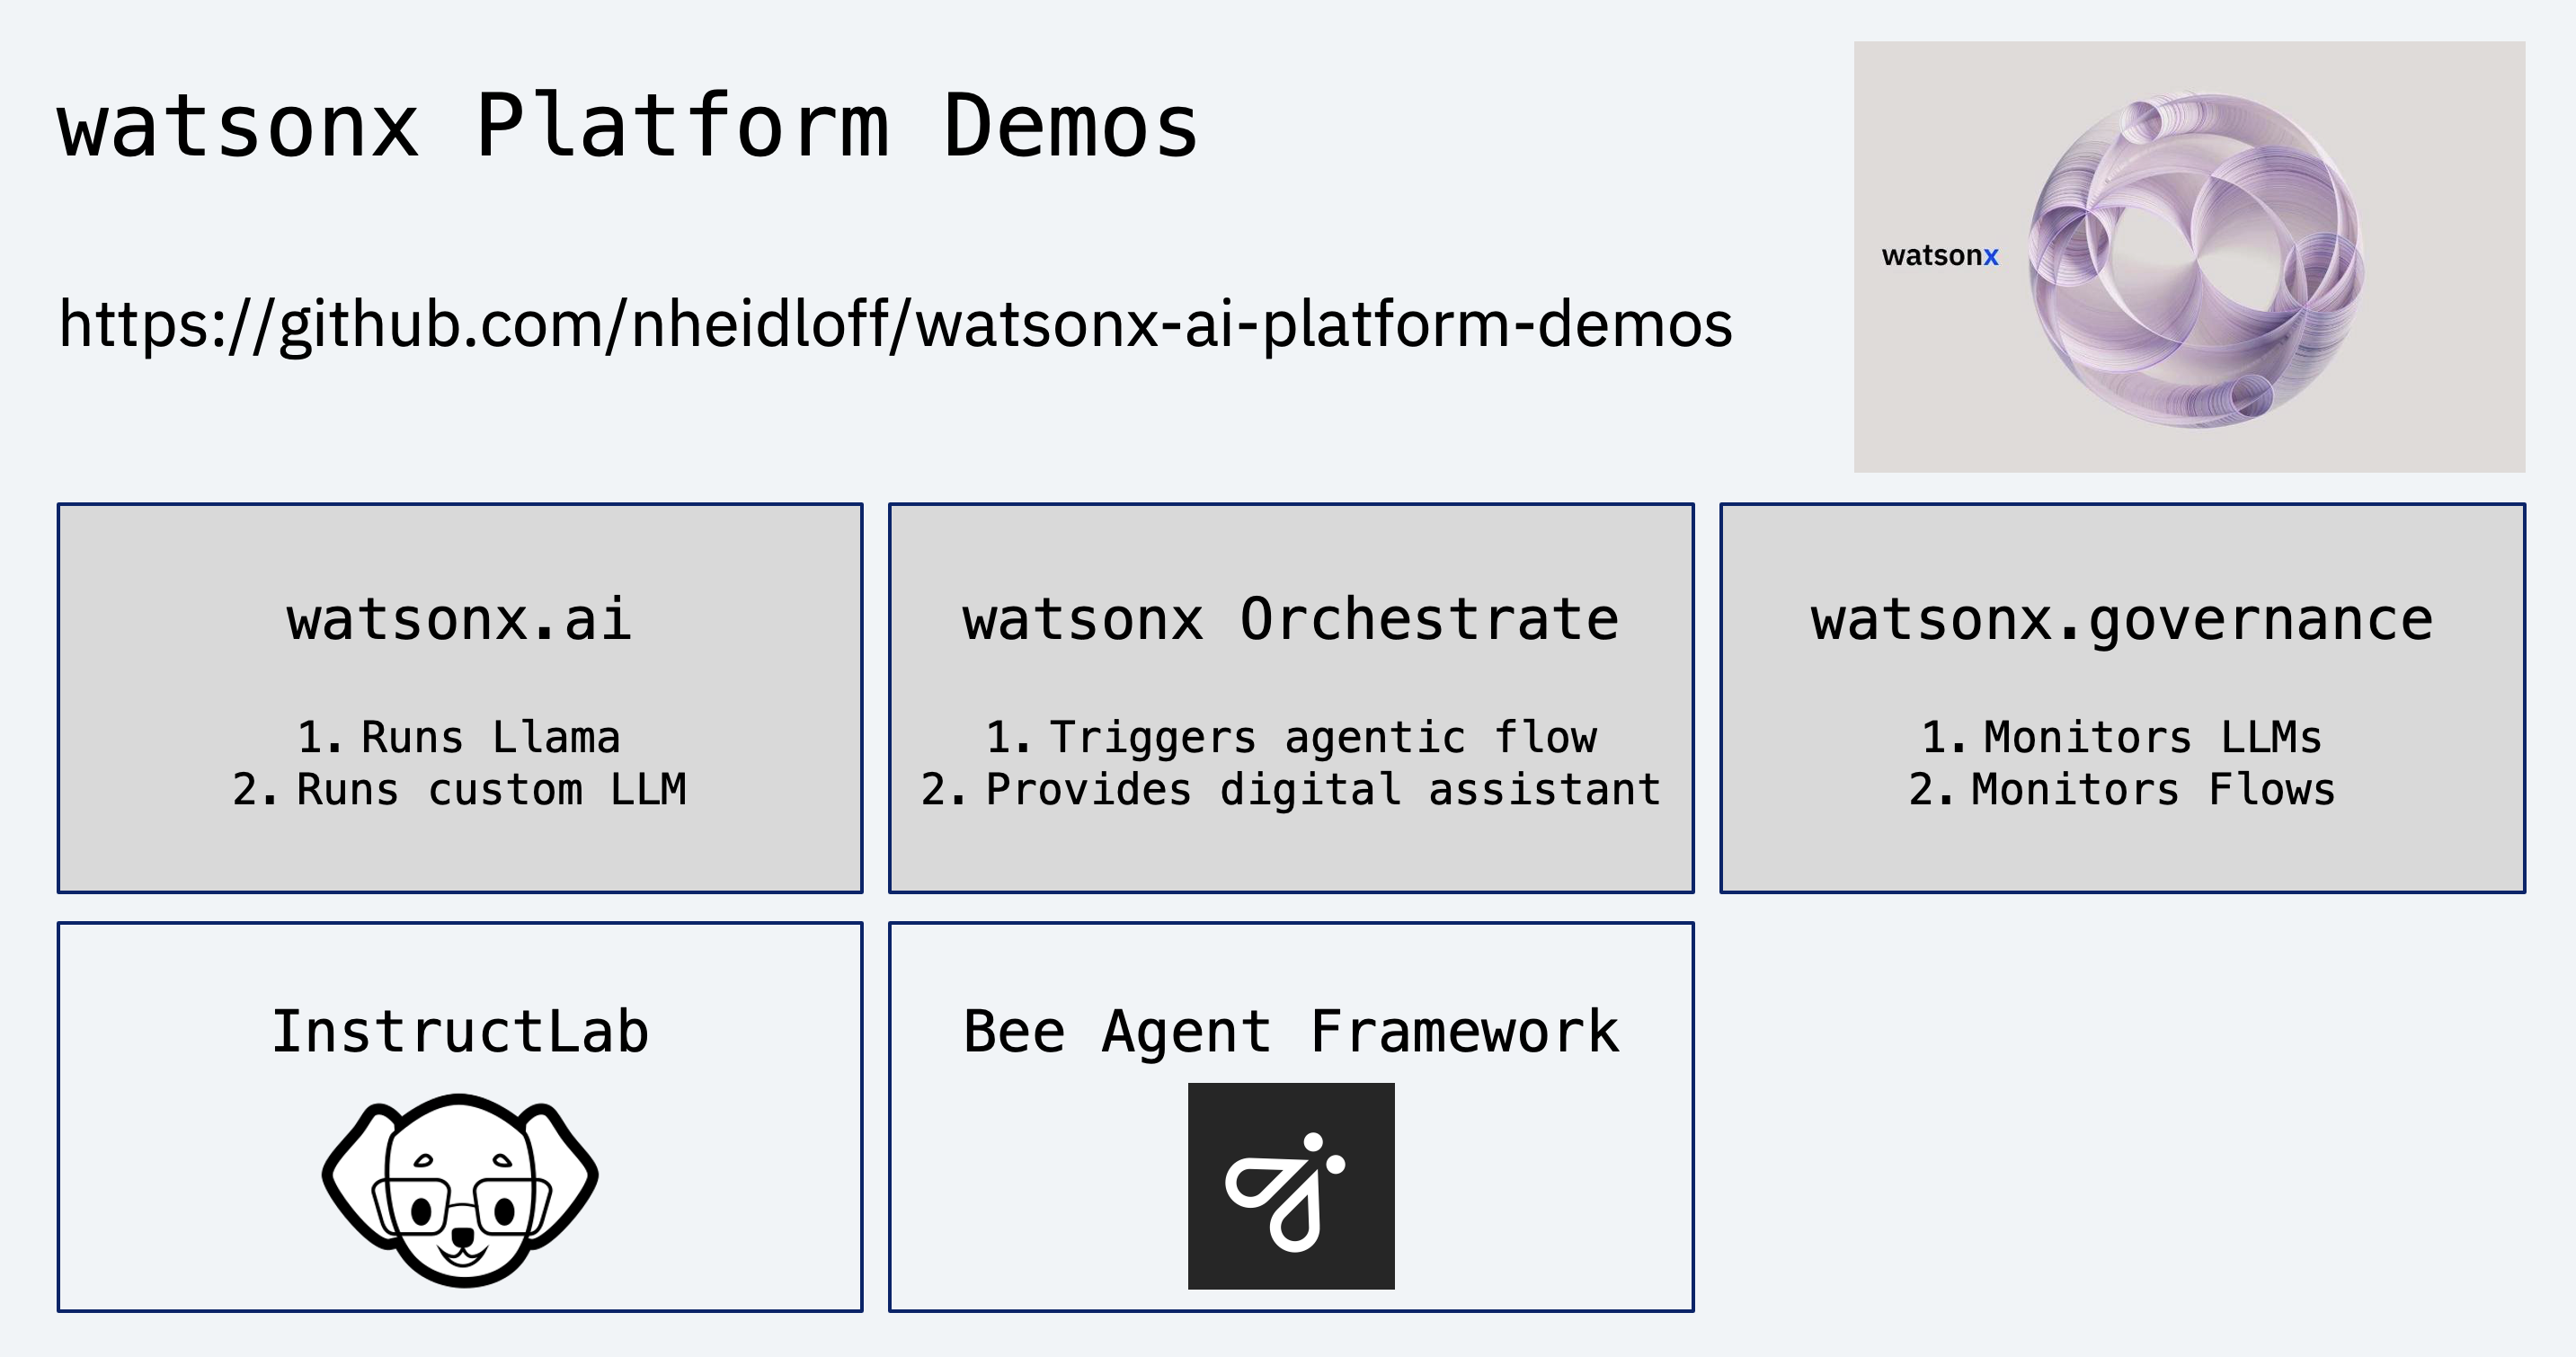 watsonx Platform Demos
https://github.com/nheidloff/watsonx-ai-platform-demos
watsonx
watsonx.ai
1. Runs Llama
2. Runs custom LLM
watsonx Orchestrate
1. Triggers agentic flow
2. Provides digital assistant
watsonx.governance
1. Monitors LLMs
2. Monitors Flows
InstructLab
Bee Agent Framework